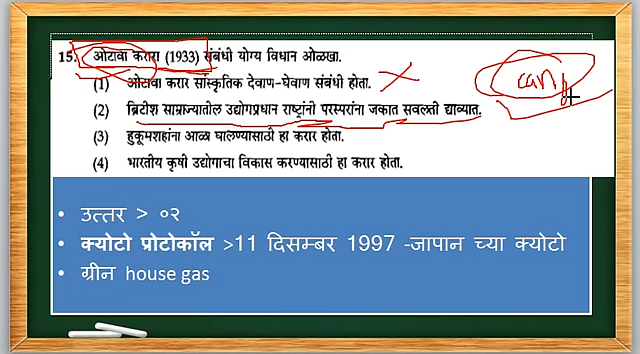 15. ओटावा करारा (1933) संबंधी योग्य विधान ओळखा.
(1) ओटावा करार सांस्कृतिक देवाण-घेवाण संबंधी होता.
(2) ब्रिटीश साम्राज्यातील उद्योगप्रधान राष्ट्रांनी परस्परांना जकात सवलती द्याव्यात.
(3) हुकूमशहांना आळा घालण्यासाठी हा करार होता.
(4) भारतीय कृषी उद्योगाचा विकास करण्यासाठी हा करार होता.
• उत्तर > ०२
• क्योटो प्रोटोकॉल >11 दिसम्बर 1997 -जापान च्या क्योटो
• ग्रीन house gas